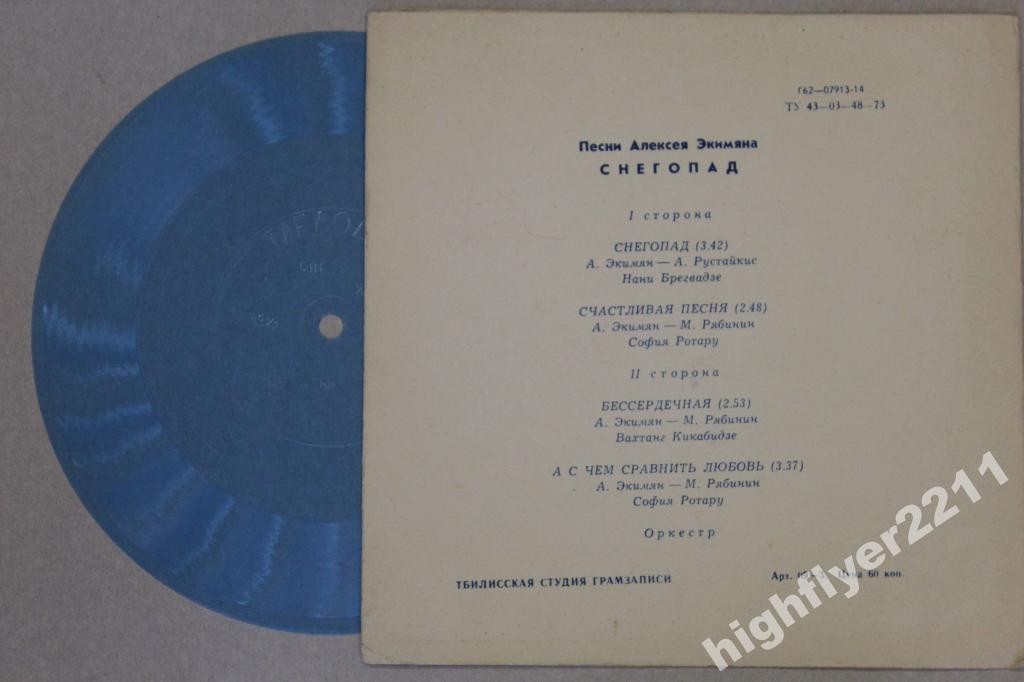 Г62—07913-14
ТУ 43—03—48—73
Песни Алексея Экимяна
СНЕГОПАД
I сторона
СНЕГОПАД (3.42)
А. Экимян — А. Рустайкис
Нани Брегвадзе
СЧАСТЛИВАЯ ПЕСНЯ (2.48)
А. Экимян — М. Рябинин
София Ротару
II сторона
БЕССЕРДЕЧНАЯ (2.53)
А. Экимян — М. Рябинин
Вахтанг Кикабидзе
А С ЧЕМ СРАВНИТЬ ЛЮБОВЬ (3.37)
А. Экимян — М. Рябинин
София Ротару
Оркестр
ТБИЛИССКАЯ СТУДИЯ ГРАМЗАПИСИ
Арт. Цена 60 коп.
highflyer2211